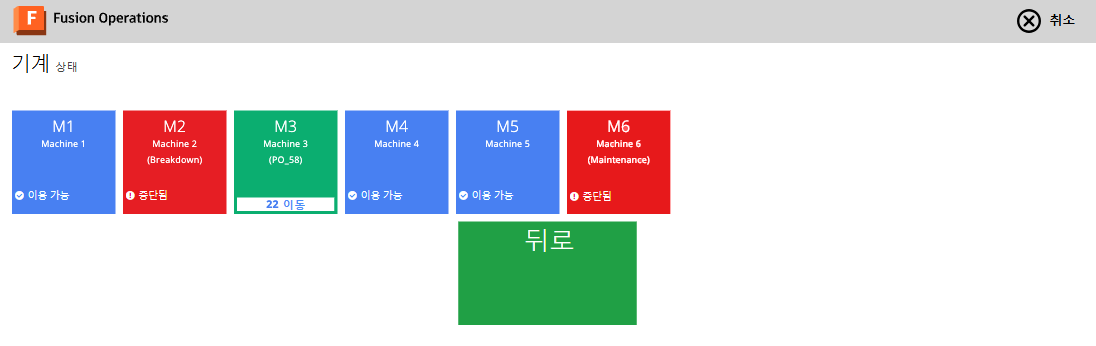 F Fusion Operations
취소
기계 상태
M1
Machine 1
이용 가능
M2
Machine 2
(Breakdown)
중단됨
M3
Machine 3
(PO_58)
22 이동
M4
Machine 4
이용 가능
M5
Machine 5
이용 가능
M6
Machine 6
(Maintenance)
중단됨
뒤로